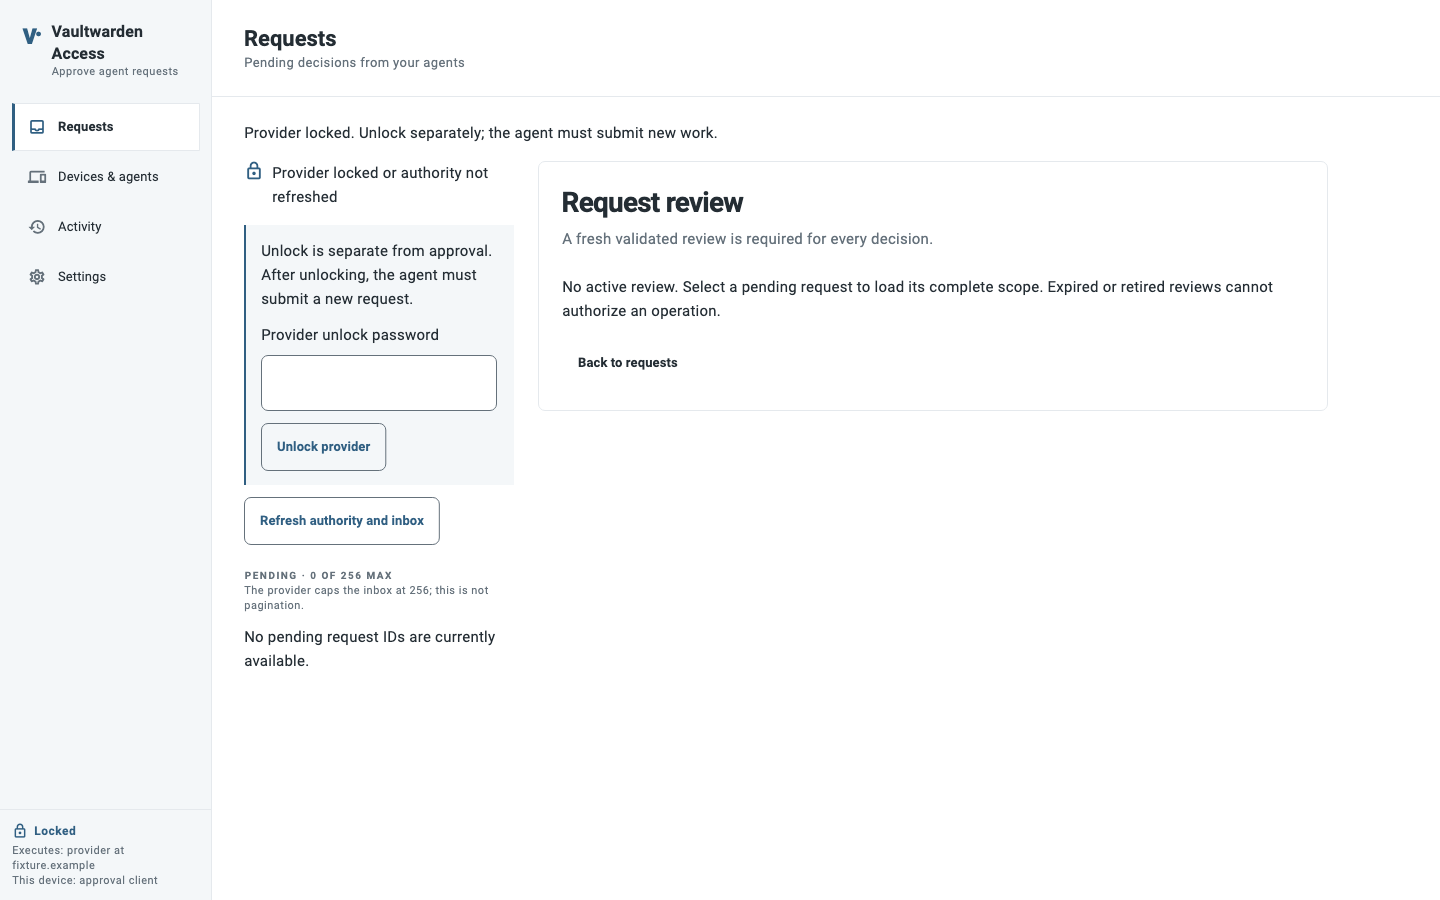 Vaultwarden
Access
Approve agent requests
Requests
Devices & agents
Activity
Settings
Locked
Executes: provider at
fixture.example
This device: approval client
Requests
Pending decisions from your agents
Provider locked. Unlock separately; the agent must submit new work.
Provider locked or authority not
refreshed
Unlock is separate from approval.
After unlocking, the agent must
submit a new request.
Provider unlock password
Unlock provider
Refresh authority and inbox
PENDING · 0 OF 256 MAX
The provider caps the inbox at 256; this is not
pagination.
No pending request IDs are currently
available.
Request review
A fresh validated review is required for every decision.
No active review. Select a pending request to load its complete scope. Expired or retired reviews cannot
authorize an operation.
Back to requests